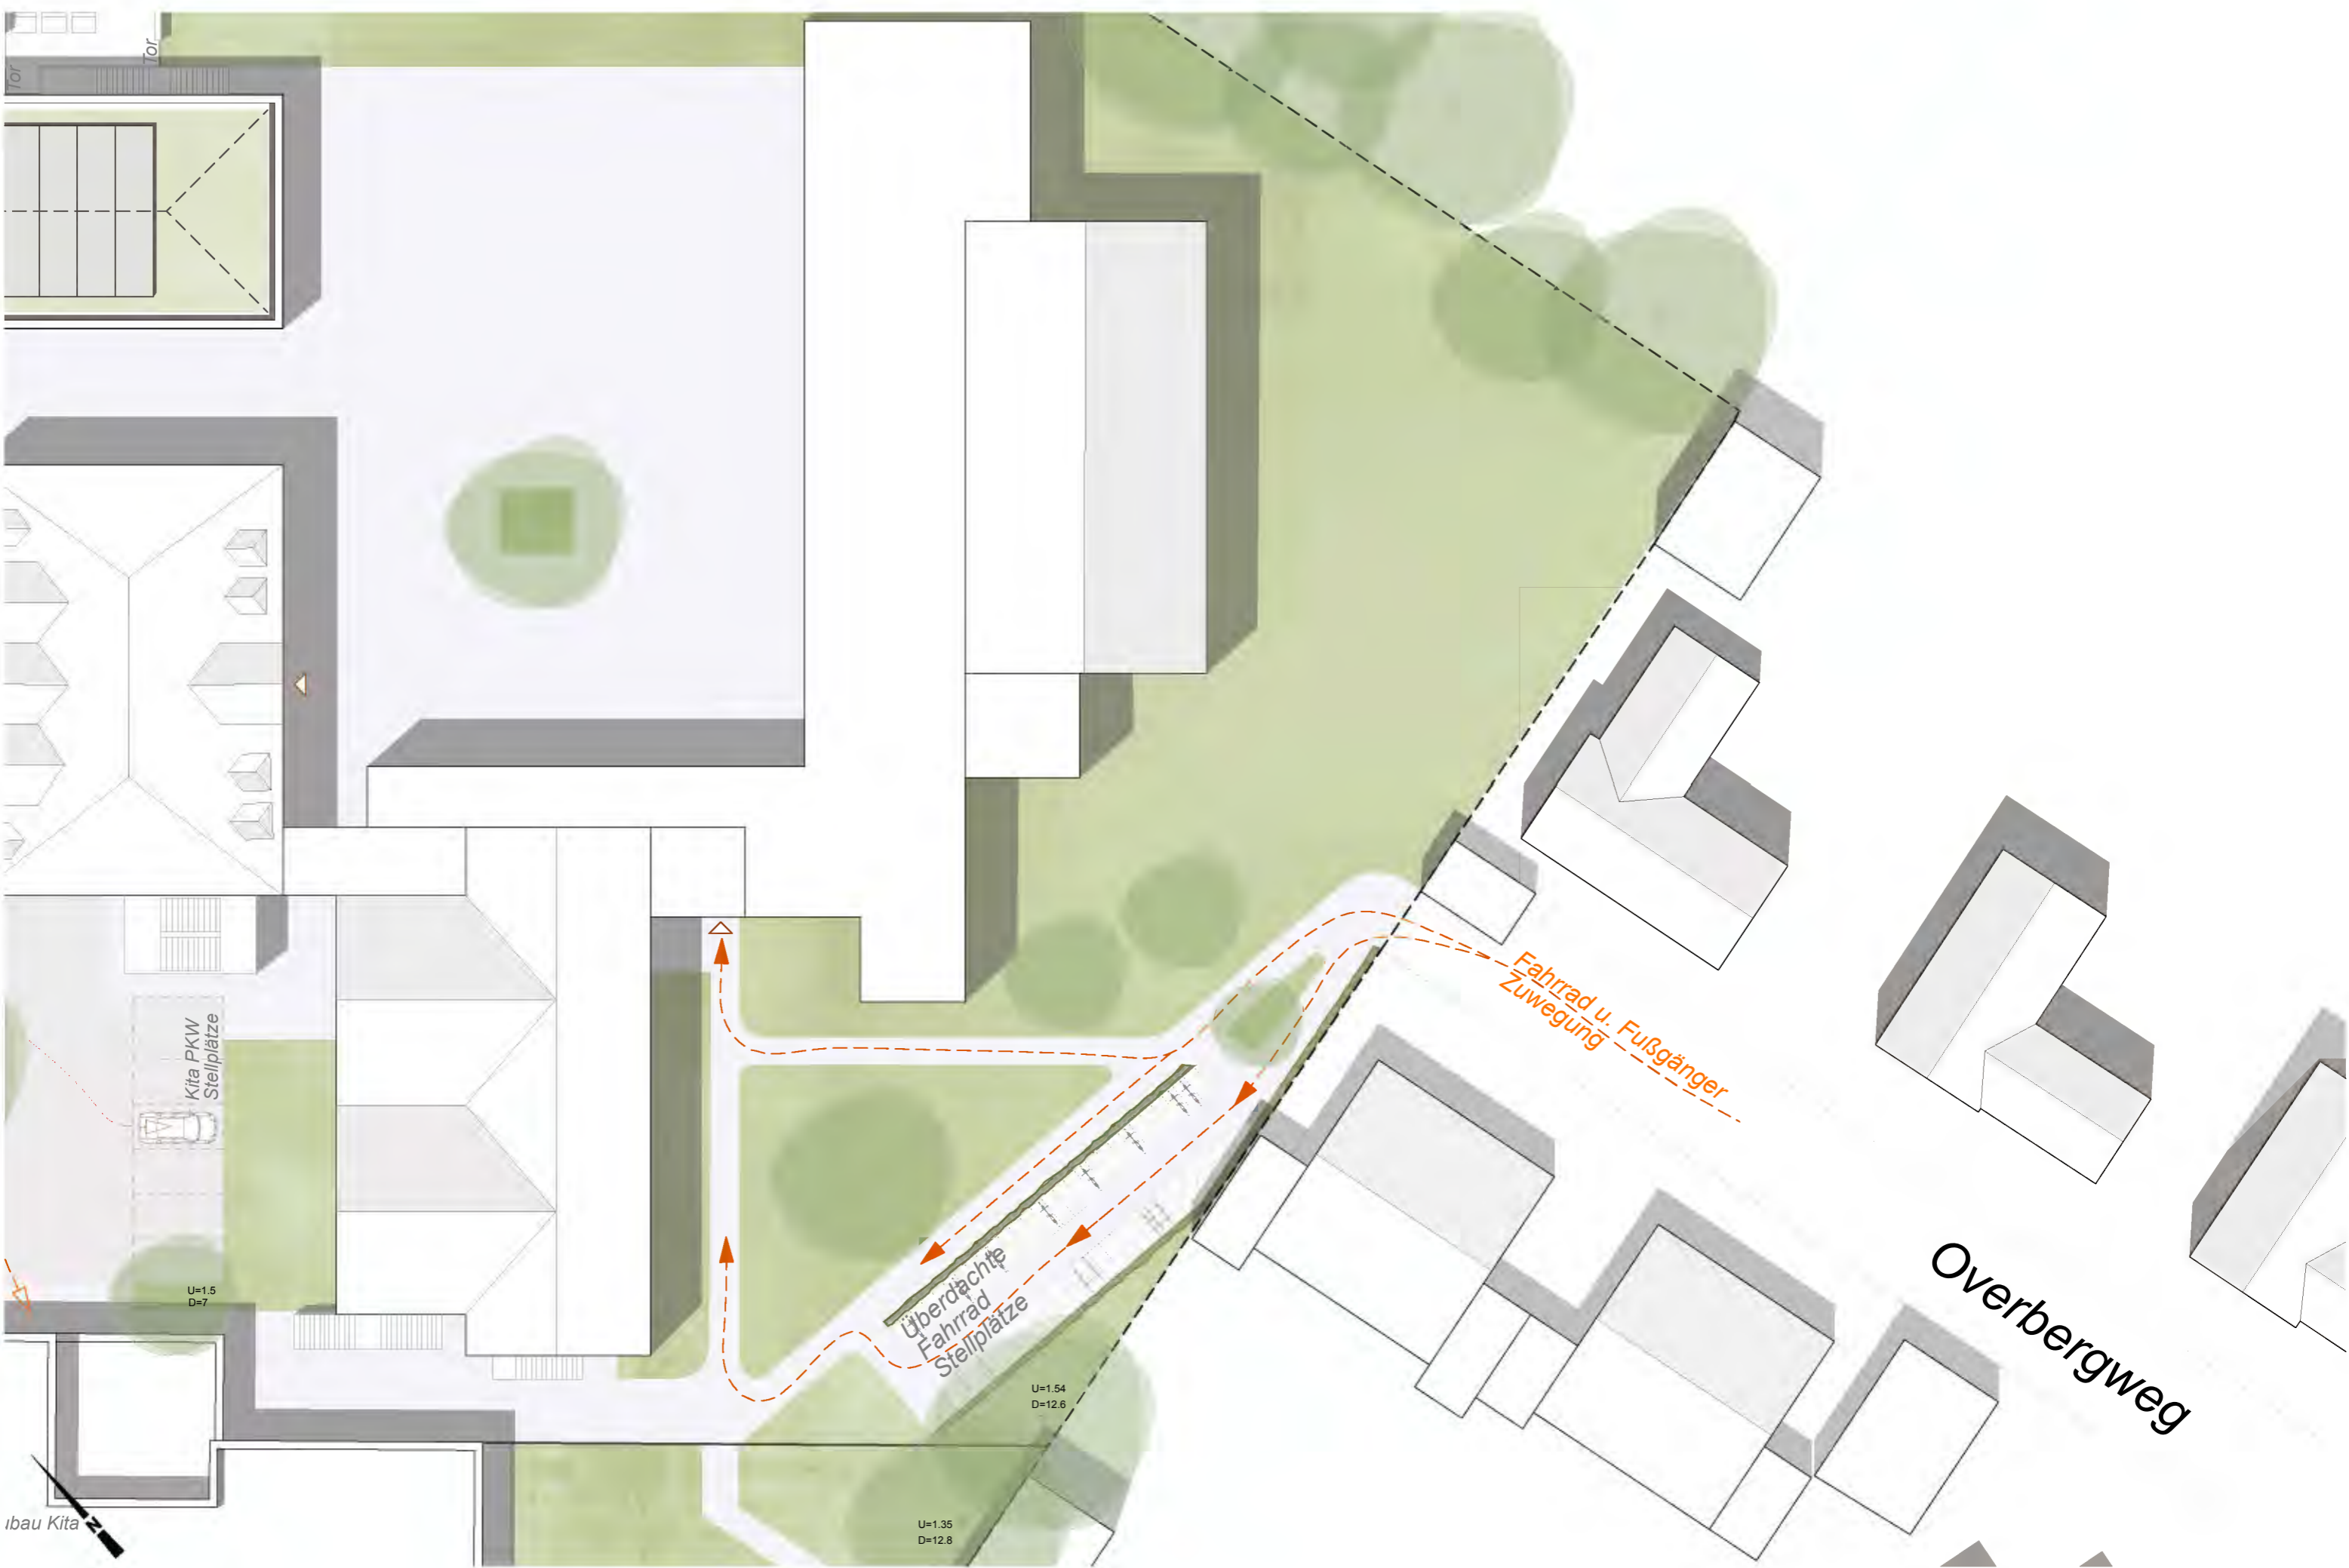 Tor
Tor
Kita PKW
Stellplätze
Fahrrad u. Fußgänger
Zuwegung
Überdachte
Fahrrad
Stellplätze
Overbergweg
U=1.5
D=7
U=1.54
D=12.6
U=1.35
D=12.8
ubau Kita
N